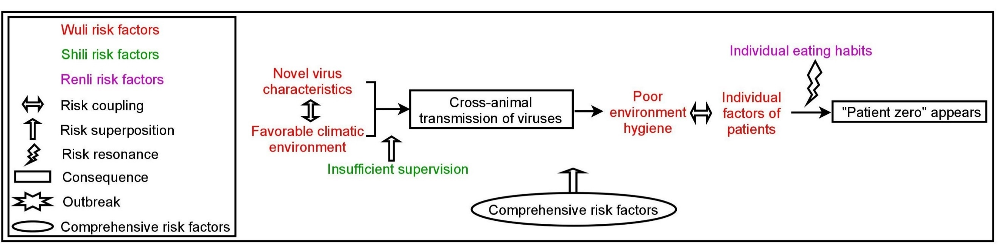 Wuli risk factors
Shili risk factors
Renli risk factors
Risk coupling
Risk superposition
Risk resonance
Consequence
Outbreak
Comprehensive risk factors
Novel virus
characteristics
Favorable climatic
environment
Insufficient supervision
Cross-animal
transmission of viruses
Poor
environment
hygiene
Individual
factors of
patients
Individual eating habits
"Patient zero" appears
Comprehensive risk factors